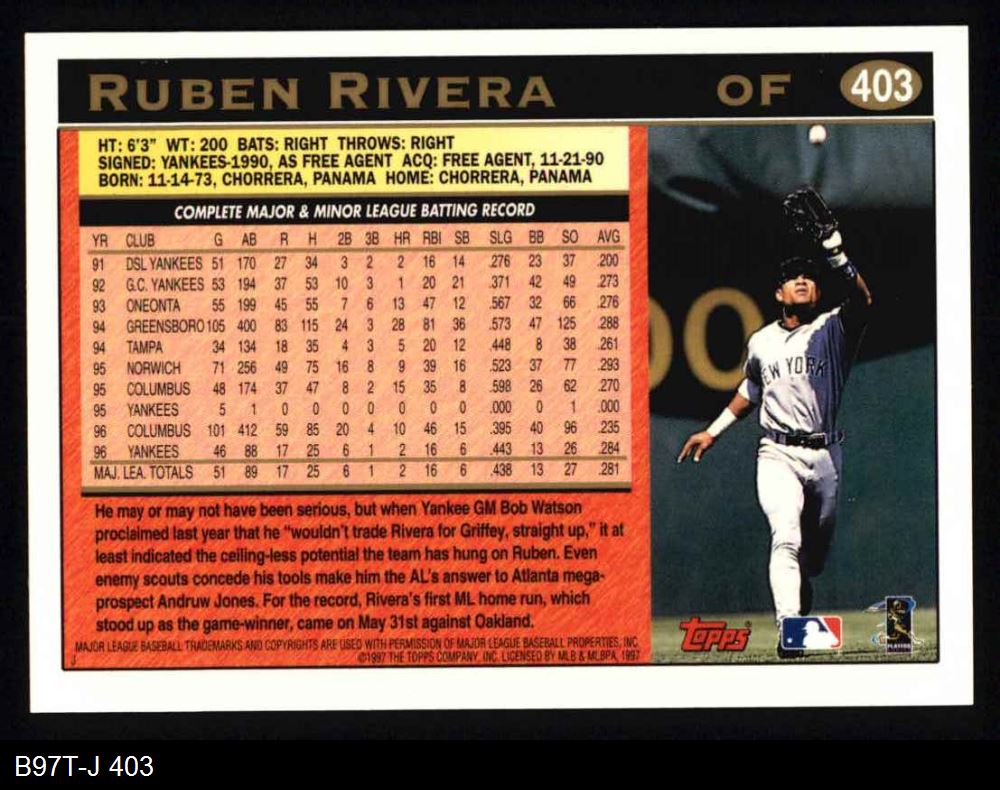 RUBEN RIVERA OF 403
HT: 6'3" WT: 200 BATS: RIGHT THROWS: RIGHT
SIGNED: YANKEES-1990, AS FREE AGENT ACQ: FREE AGENT, 11-21-90
BORN: 11-14-73, CHORRERA, PANAMA HOME: CHORRERA, PANAMA
COMPLETE MAJOR & MINOR LEAGUE BATTING RECORD
YR CLUB G AB R H 2B 3B HR RBI SB SLG BB SO AVG
91 DSL YANKEES 51 170 27 34 3 2 2 16 14 .276 23 37 .200
92 G.C. YANKEES 53 194 37 53 10 3 1 20 21 .371 42 49 .273
93 ONEONTA 55 199 45 55 7 6 13 47 12 .567 32 66 .276
94 GREENSBORO 105 400 83 115 24 3 28 81 36 .573 47 125 .288
94 TAMPA 34 134 18 35 4 3 5 20 12 .448 8 38 .261
95 NORWICH 71 256 49 75 16 8 9 39 16 .523 37 77 .293
95 COLUMBUS 48 174 37 47 8 2 15 35 8 .598 26 62 .270
95 YANKEES 5 1 0 0 0 0 0 0 0 .000 0 1 .000
96 COLUMBUS 101 412 59 85 20 4 10 46 15 .395 40 96 .235
96 YANKEES 46 88 17 25 6 1 2 16 6 .443 13 26 .284
MAJ. LEA. TOTALS 51 89 17 25 6 1 2 16 6 .438 13 27 .281
He may or may not have been serious, but when Yankee GM Bob Watson
proclaimed last year that he "wouldn't trade Rivera for Griffey, straight up," it at
least indicated the ceiling-less potential the team has hung on Ruben. Even
enemy scouts concede his tools make him the AL's answer to Atlanta mega-
prospect Andruw Jones. For the record, Rivera's first ML home run, which
stood up as the game-winner, came on May 31st against Oakland.
MAJOR LEAGUE BASEBALL TRADEMARKS AND COPYRIGHTS ARE USED WITH PERMISSION OF MAJOR LEAGUE BASEBALL PROPERTIES, INC.
©1997 THE TOPPS COMPANY, INC. LICENSED BY MLB & MLBPA, 1997
J
00
EW YORK
TOPPS®
PLAYERS
B97T-J 403